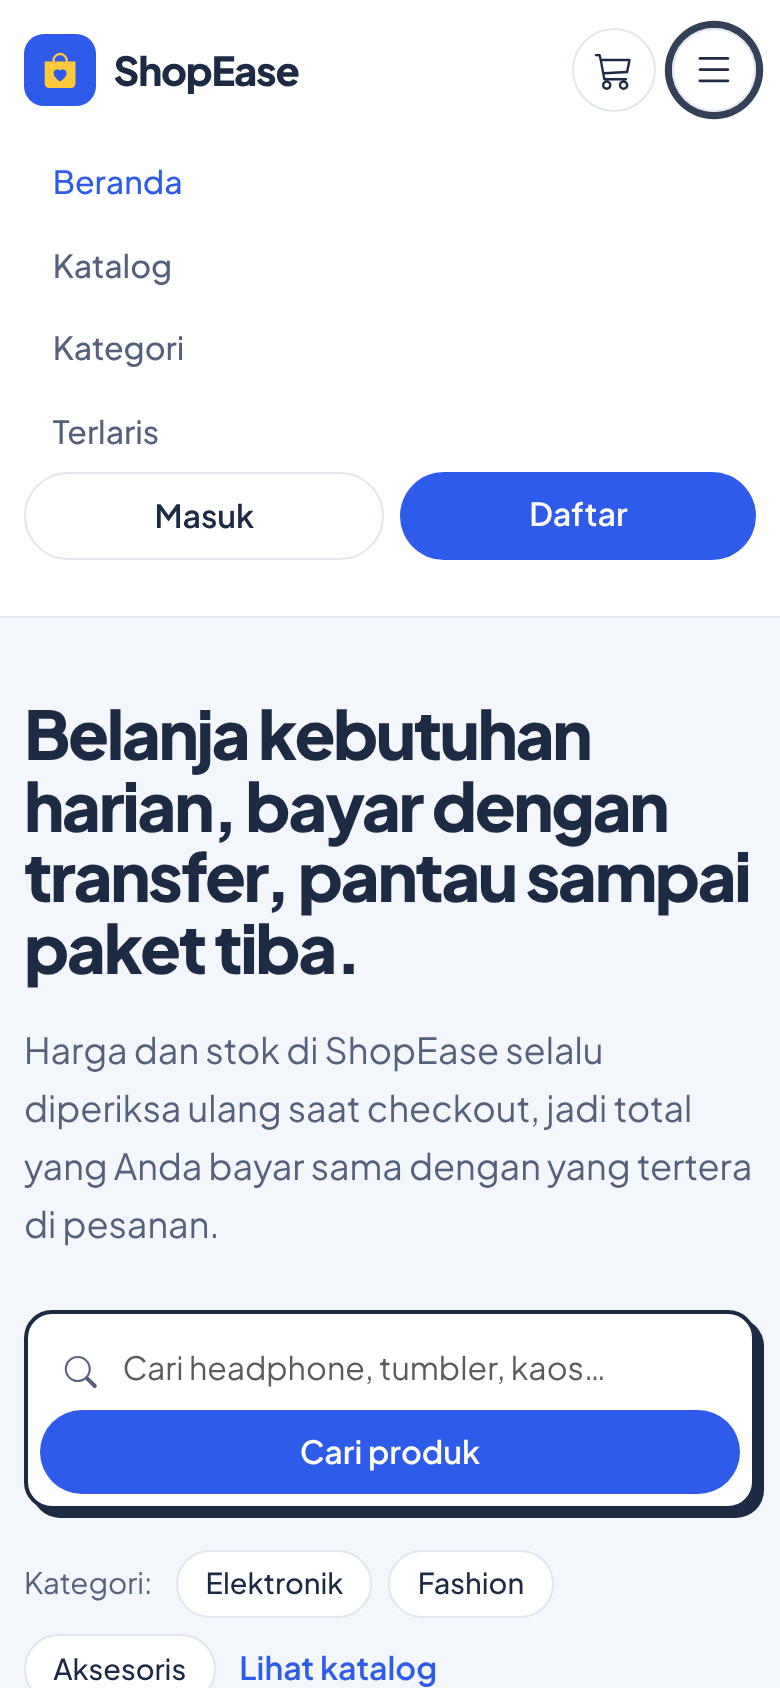 ShopEase
Beranda
Katalog
Kategori
Terlaris
Masuk
Daftar
Belanja kebutuhan
harian, bayar dengan
transfer, pantau sampai
paket tiba.
Harga dan stok di ShopEase selalu
diperiksa ulang saat checkout, jadi total
yang Anda bayar sama dengan yang tertera
di pesanan.
Cari headphone, tumbler, kaos...
Cari produk
Kategori: Elektronik Fashion
Aksesoris Lihat katalog